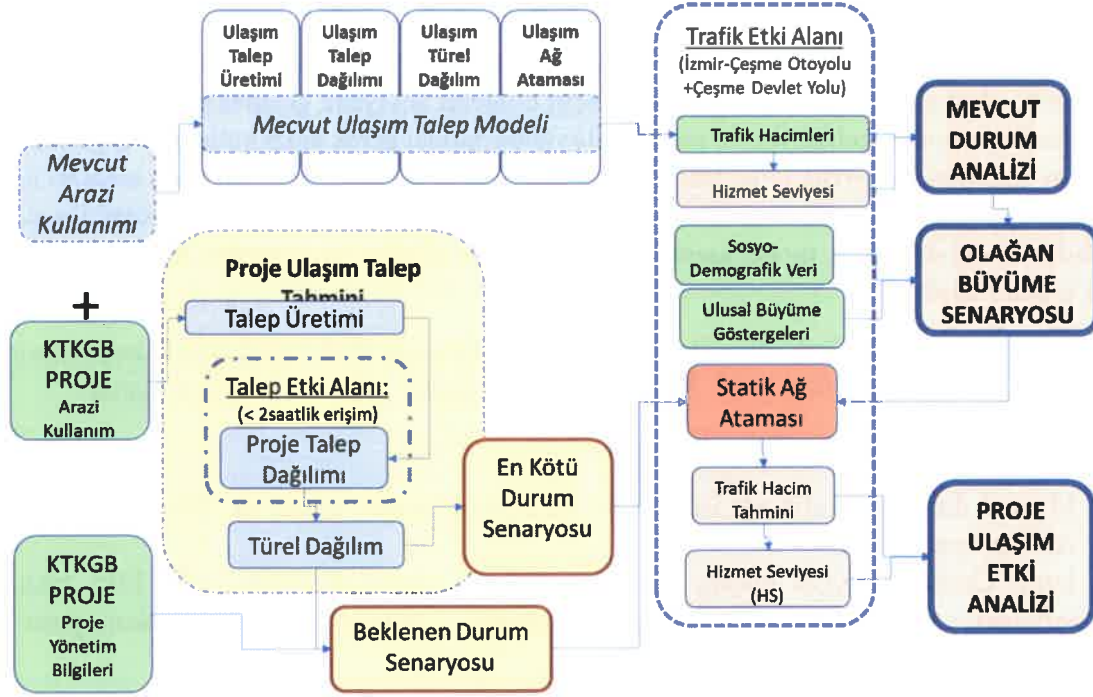 Ulaşım
Talep
Üretimi
Ulaşım
Talep
Dağılımı
Ulaşım
Türel
Dağılım
Ulaşım
Ağ
Ataması
Mecvut Ulaşım Talep Modeli
Mevcut
Arazi
Kullanımı
+
KTKGB
PROJE
Arazi
Kullanım
KTKGB
PROJE
Proje
Yönetim
Bilgileri
Proje Ulaşım Talep
Tahmini
Talep Üretimi
Talep Etki Alanı:
(< 2saatlik erişim)
Proje Talep
Dağılımı
Türel Dağılım
En Kötü
Durum
Senaryosu
Beklenen Durum
Senaryosu
Trafik Etki Alanı
(İzmir-Çeşme Otoyolu
+Çeşme Devlet Yolu)
Trafik Hacimleri
Hizmet Seviyesi
Sosyo-
Demografik Veri
Ulusal Büyüme
Göstergeleri
Statik Ağ
Ataması
Trafik Hacim
Tahmini
Hizmet Seviyesi
(HS)
MEVCUT
DURUM
ANALİZİ
OLAĞAN
BÜYÜME
SENARYOSU
PROJE
ULAŞIM
ETKİ
ANALİZİ